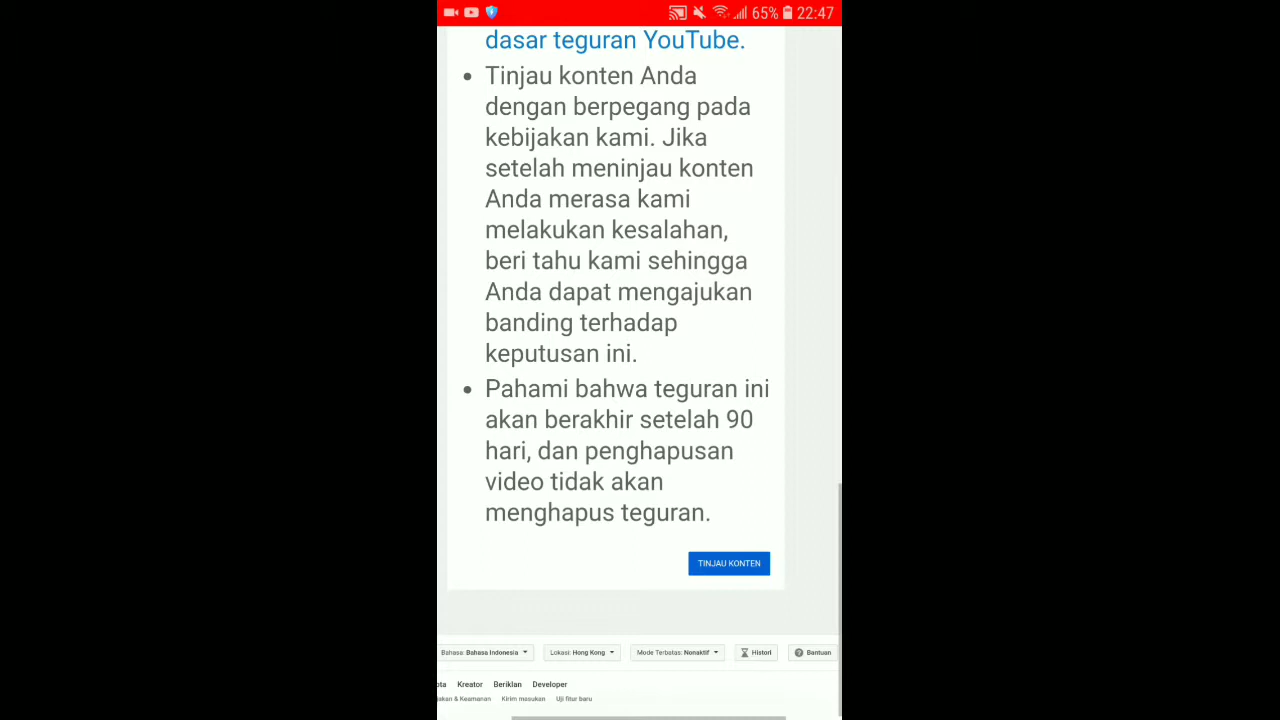 65% 22:47
dasar teguran YouTube.
• Tinjau konten Anda
dengan berpegang pada
kebijakan kami. Jika
setelah meninjau konten
Anda merasa kami
melakukan kesalahan,
beri tahu kami sehingga
Anda dapat mengajukan
banding terhadap
keputusan ini.
• Pahami bahwa teguran ini
akan berakhir setelah 90
hari, dan penghapusan
video tidak akan
menghapus teguran.
TINJAU KONTEN
Bahasa: Bahasa Indonesia Lokasi: Hong Kong Mode Terbatas: Nonaktif Histori Bantuan
ota Kreator Beriklan Developer
jakan & Keamanan Kirim masukan Uji fitur baru